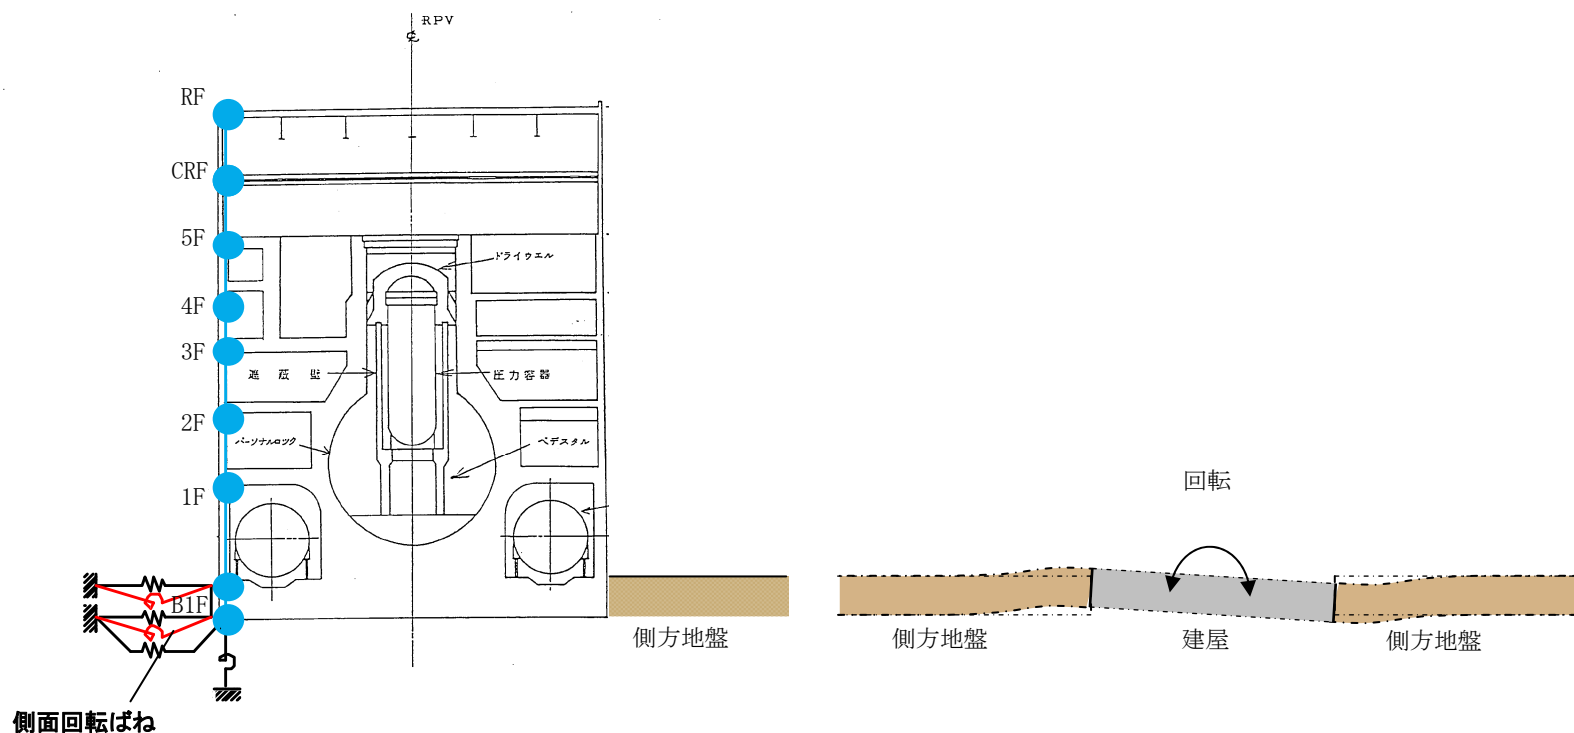 RPV
℄
RF
CRF
5F
ドライウエル
4F
3F
遮蔽壁
圧力容器
2F
パーソナルロック
ペデスタル
1F
B1F
側面回転ばね
側方地盤
回転
側方地盤
建屋
側方地盤